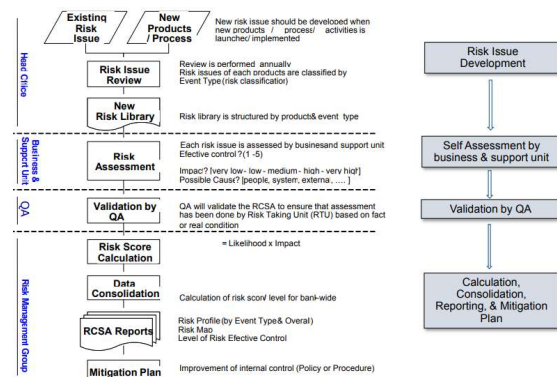 Existing
Risk
Issue
New
Products
/ Process
New risk issue should be developed when
new products / process/ activities is
launched/ implemented
Head Office
Risk Issue
Review
Review is performed annually
Risk issues of each products are classified by
Event Type (risk classification)
New
Risk Library
Risk library is structured by products& event type
Business &
Support Unit
Risk
Assessment
Each risk issue is assessed by businesand support unit
Efective control ?(1 -5)
Impact? [very low- low - medium - high - very high]
Possible Cause? [people, system, externa, .... ]
QA
Validation by
QA
QA will validate the RCSA to ensure that assessment
has been done by Risk Taking Unit (RTU) based on fact
or real condition
Risk Management Group
Risk Score
Calculation
= Likelihood x Impact
Data
Consolidation
Calculation of risk score/ level for bank-wide
RCSA Reports
Risk Profile (by Event Type & Overall)
Risk Map
Level of Risk Efective Control
Mitigation Plan
Improvement of internal control (Policy or Procedure)
Risk Issue
Development
Self Assessment by
business & support unit
Validation by QA
Calculation,
Consolidation,
Reporting, & Mitigation
Plan